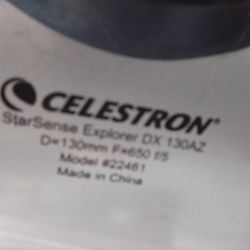 CELESTRON
StarSense Explorer DX 130AZ
D=130mm F=650 f/5
Model #22461
Made in China